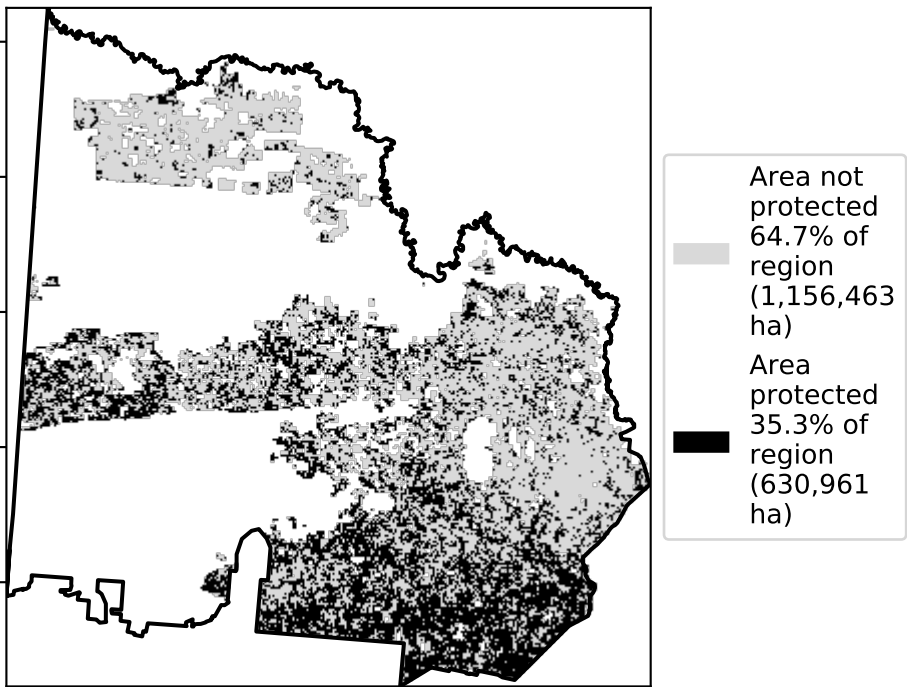 Area not
protected
64.7% of
region
(1,156,463
ha)
Area
protected
35.3% of
region
(630,961
ha)